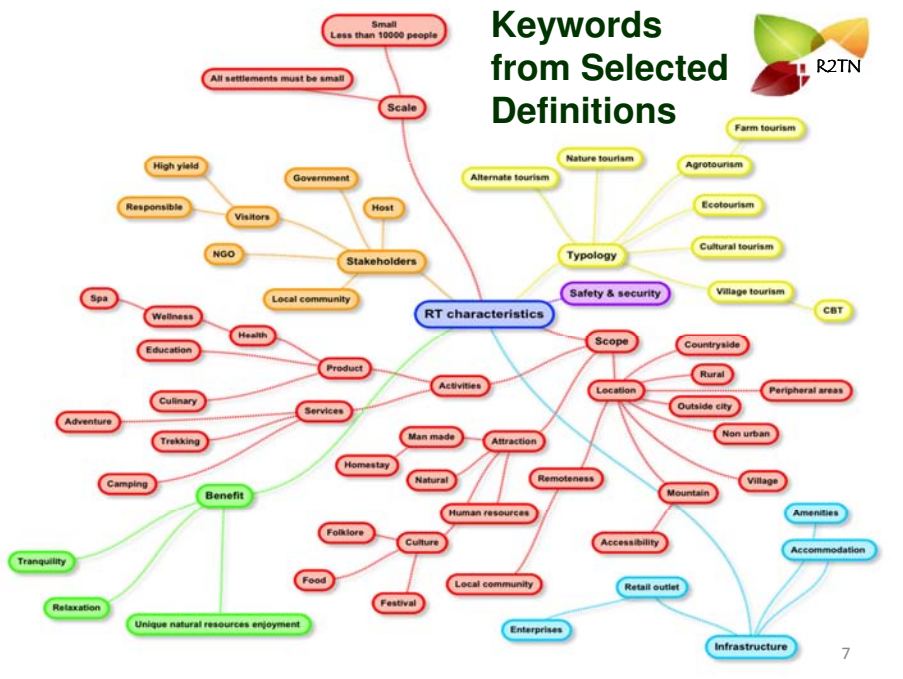 Keywords
from Selected
Definitions
R2TN
Small
Less than 10000 people
All settlements must be small
Scale
Farm tourism
Nature tourism
Agrotourism
Alternate tourism
High yield
Government
Responsible
Visitors
Host
Ecotourism
NGO
Stakeholders
Typology
Cultural tourism
Local community
Safety & security
Village tourism
CBT
Spa
Wellness
RT characteristics
Health
Education
Product
Scope
Countryside
Rural
Activities
Location
Peripheral areas
Culinary
Services
Outside city
Adventure
Trekking
Man made
Attraction
Non urban
Homestay
Natural
Remoteness
Village
Camping
Benefit
Mountain
Human resources
Amenities
Folklore
Culture
Accessibility
Accommodation
Tranquility
Food
Local community
Retail outlet
Relaxation
Festival
Unique natural resources enjoyment
Enterprises
Infrastructure
7